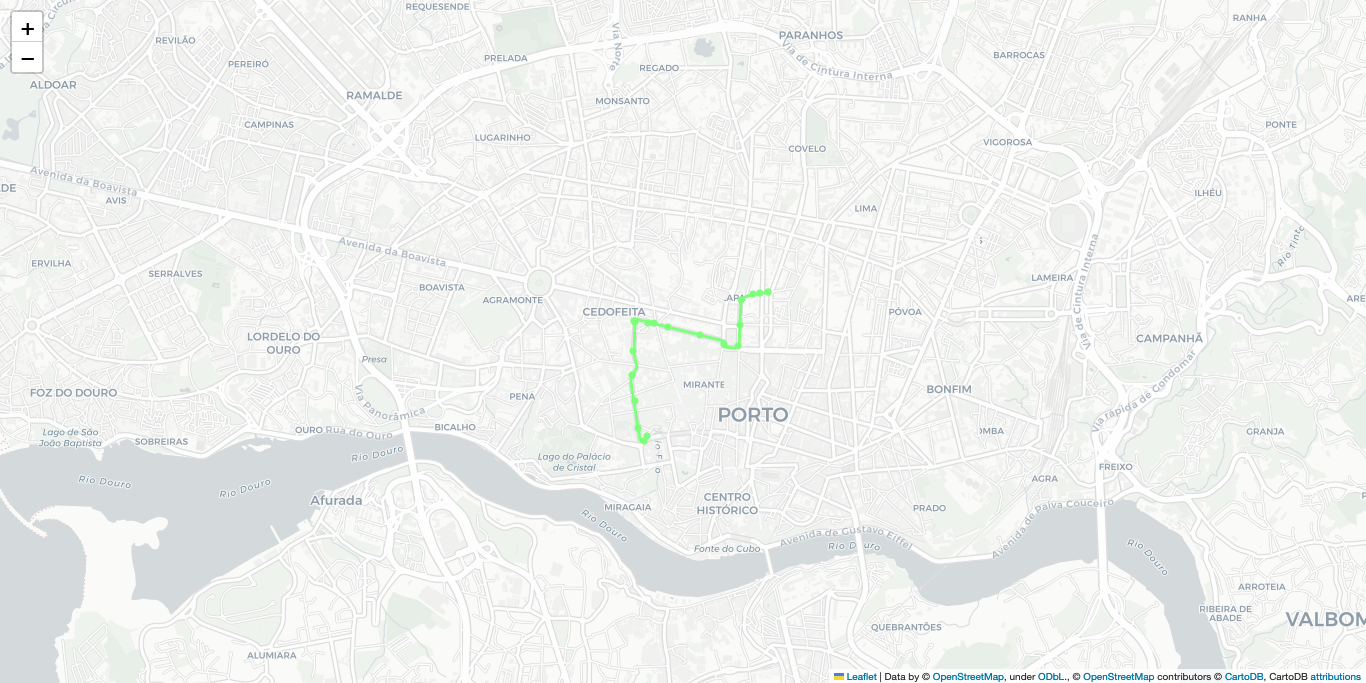 +
−
REQUESENDE
RANHA
REVILÃO
Via Norte
PARANHOS
Via de Cintura Interna
BARROCAS
PRELADA
PEREIRÓ
REGADO
ALDOAR
RAMALDE
MONSANTO
CAMPINAS
LUGARINHO
PONTE
VIGOROSA
COVELO
Avenida da Boavista
AVIS
ILHÉU
LIMA
Rio Tinto
Avenida da Boavista
ERVILHA
SERRALVES
LAMEIRA
Via de Cintura Interna
BOAVISTA
AGRAMONTE
CEDOFEITA
PÓVOA
LORDELO DO
OURO
CAMPANHÃ
Presa
Via Panorâmica
MIRANTE
FOZ DO DOURO
PENA
BONFIM
Via rápida de Gondomar
PORTO
Lago de São
João Baptista
SOBREIRAS
OURO
Rua do Ouro
BICALHO
GRANJA
Rio Douro
Lago do Palácio
de Cristal
FREIXO
AGRA
Rio Douro
Rio Douro
Afurada
CENTRO
HISTÓRICO
MIRAGAIA
PRADO
Avenida de Paiva Couceiro
Rio Douro
Avenida de Gustavo Eiffel
Fonte do Cubo
Rio Douro
Rio Douro
ARROTEIA
RIBEIRA DE
ABADE
VALBOM
QUEBRANTÕES
ALUMIARA
Leaflet | Data by © OpenStreetMap, under ODbL., © OpenStreetMap contributors © CartoDB, CartoDB attributions